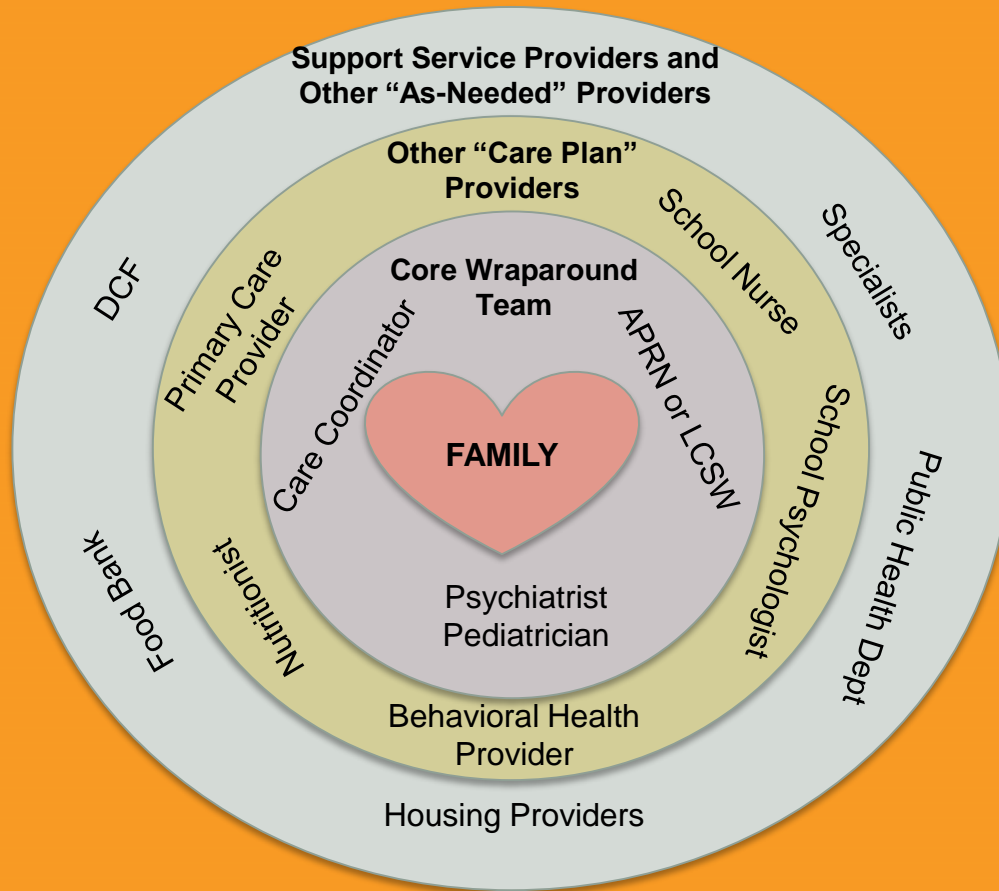 Support Service Providers and
Other “As-Needed” Providers
Other “Care Plan”
Providers
School Nurse
Specialists
DCF
Primary Care
Provider
Core Wraparound
Team
Care Coordinator
APRN or LCSW
FAMILY
School Psychologist
Public Health Dept
Food Bank
Nutritionist
Psychiatrist
Pediatrician
Behavioral Health
Provider
Housing Providers